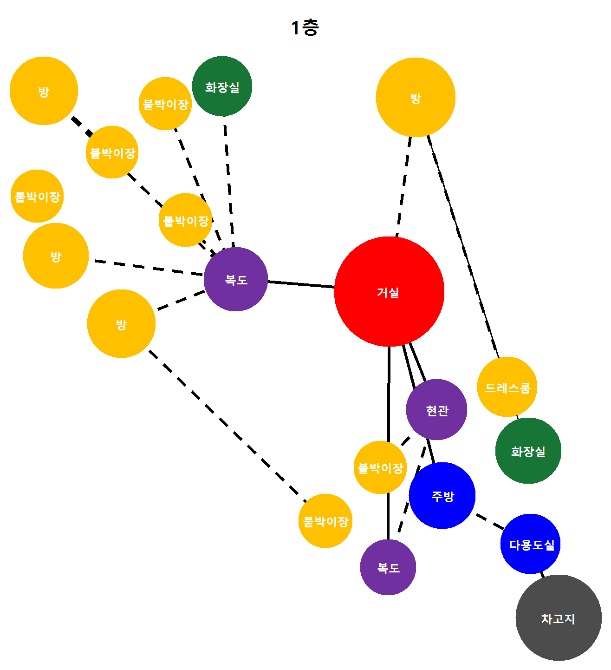 1층
화장실
방
방
붙박이장
붙박이장
붙박이장
붙박이장
방
복도
거실
방
드레스룸
현관
화장실
붙박이장
주방
붙박이장
다용도실
복도
차고지